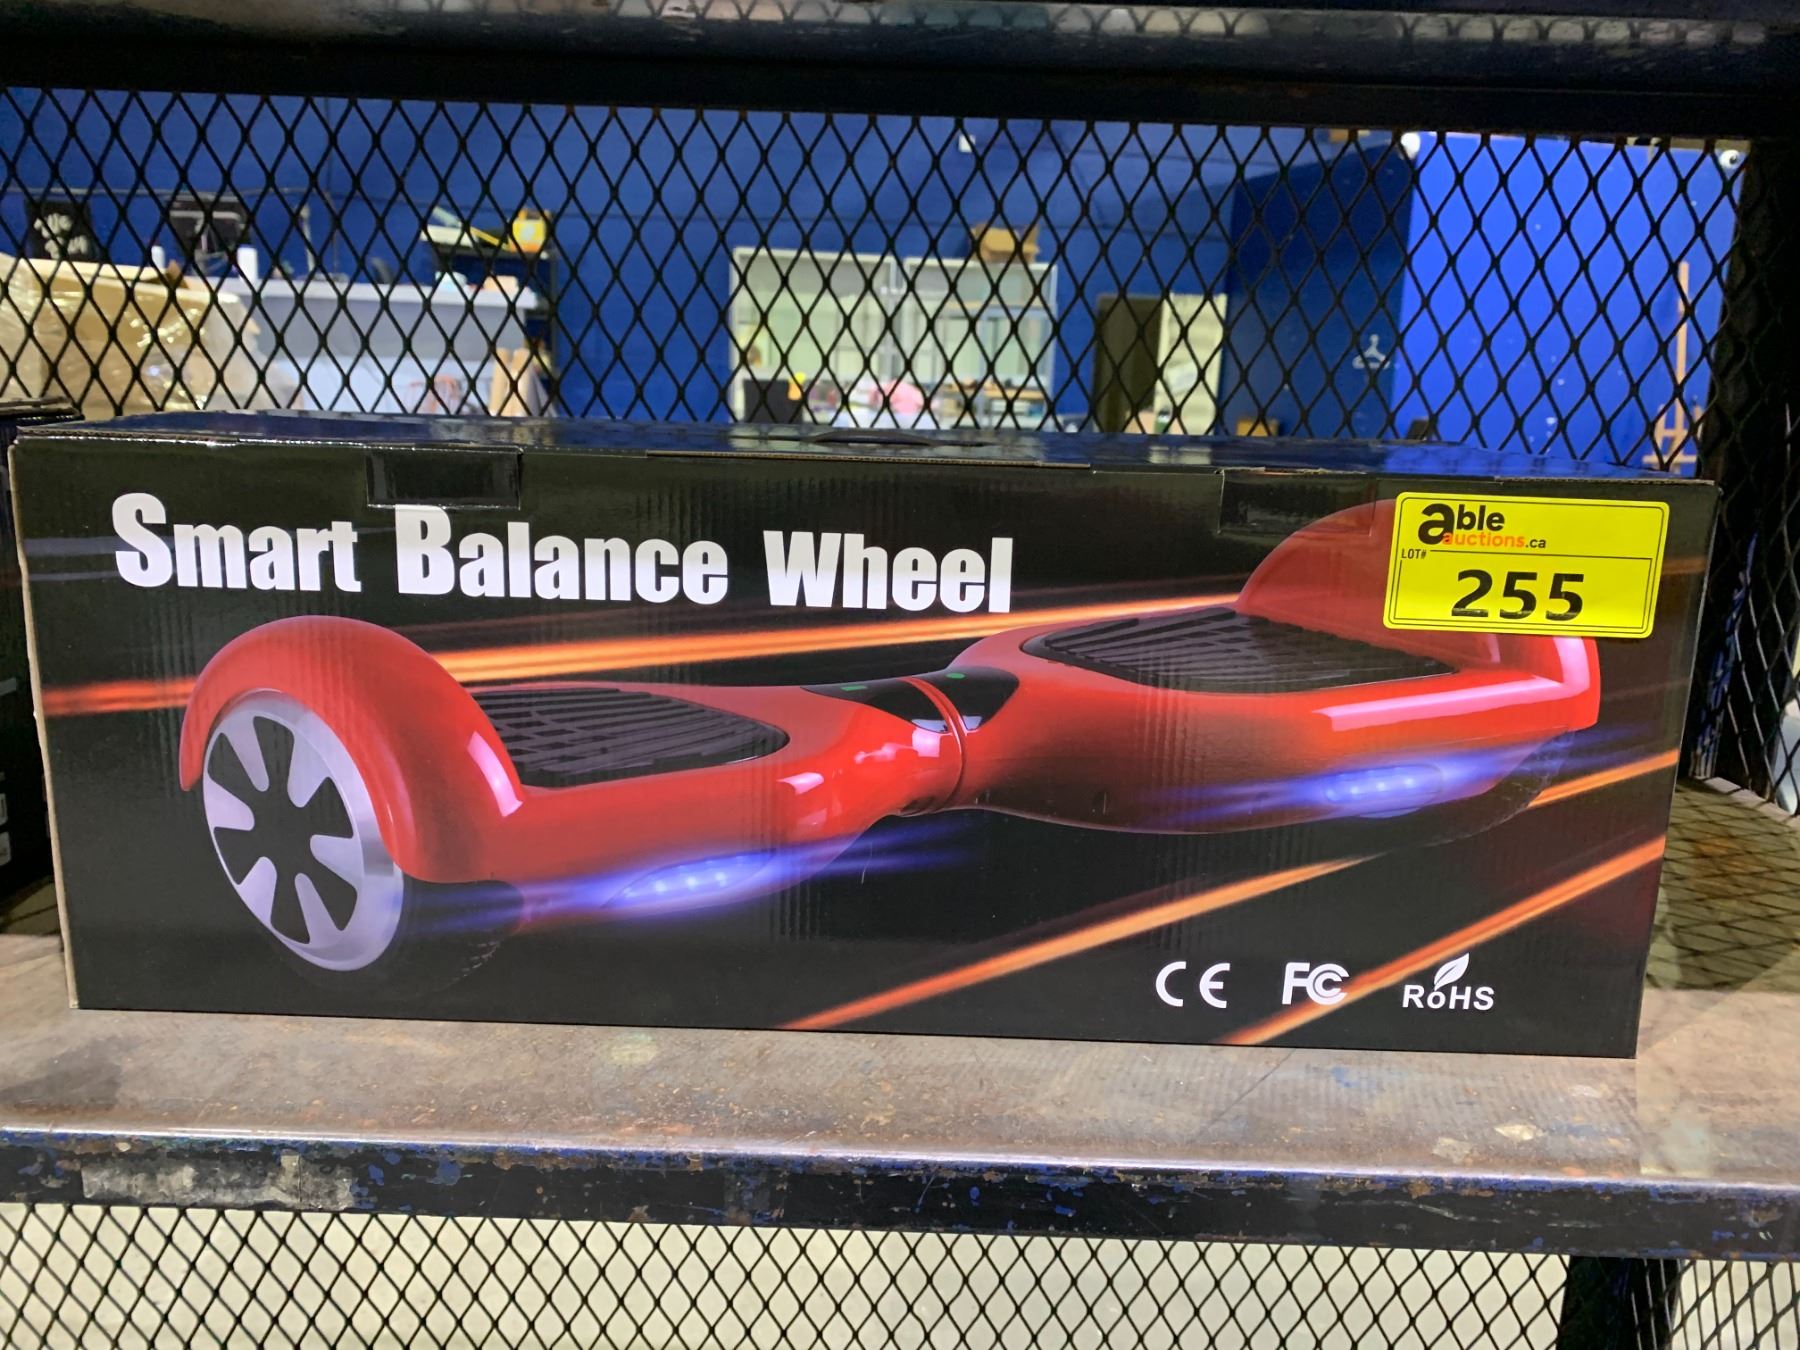 Smart Balance Wheel
able
auctions.ca
LOT#
255
CE FC RoHS